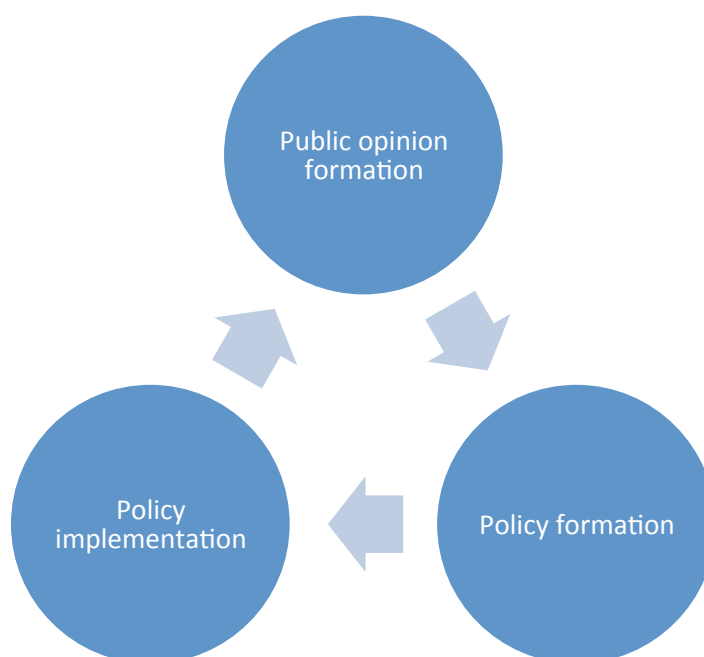 Public opinion
formation
Policy
implementation
Policy formation